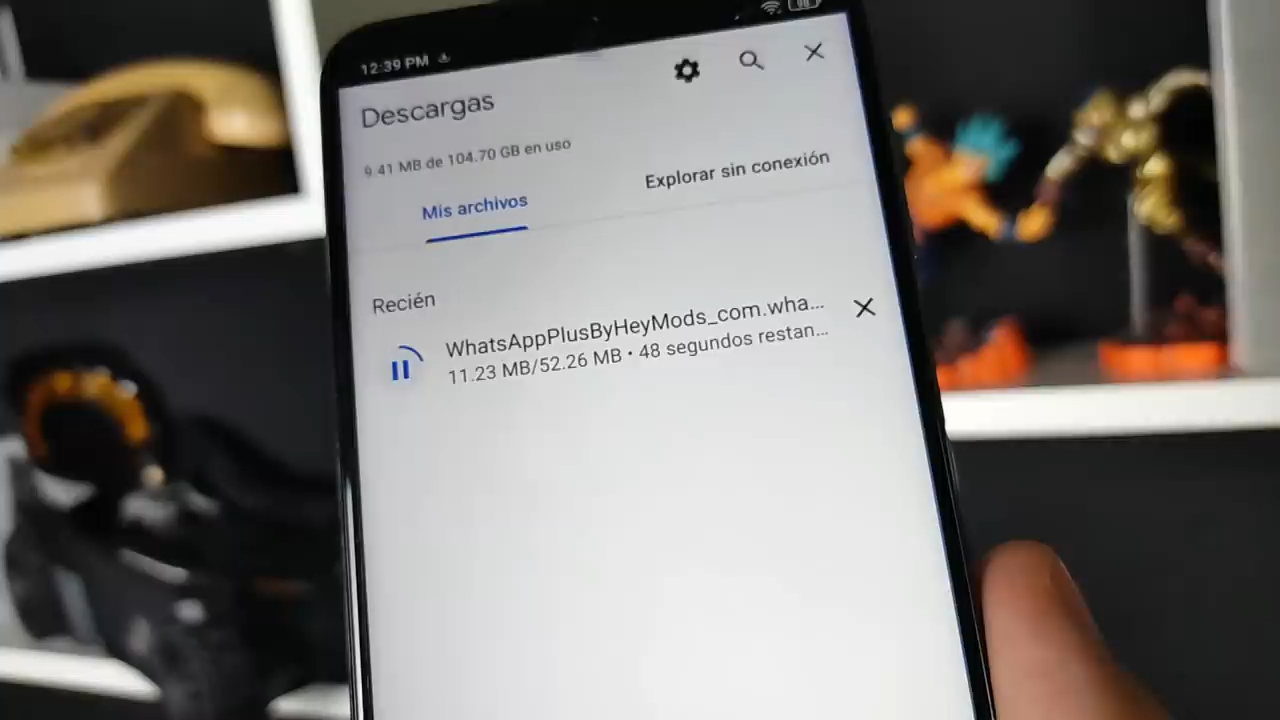 12:39 PM
Descargas
9.41 MB de 104.70 GB en uso
Mis archivos
Explorar sin conexión
Recién
WhatsAppPlusByHeyMods_com.wha...
11.23 MB/52.26 MB • 48 segundos restan...